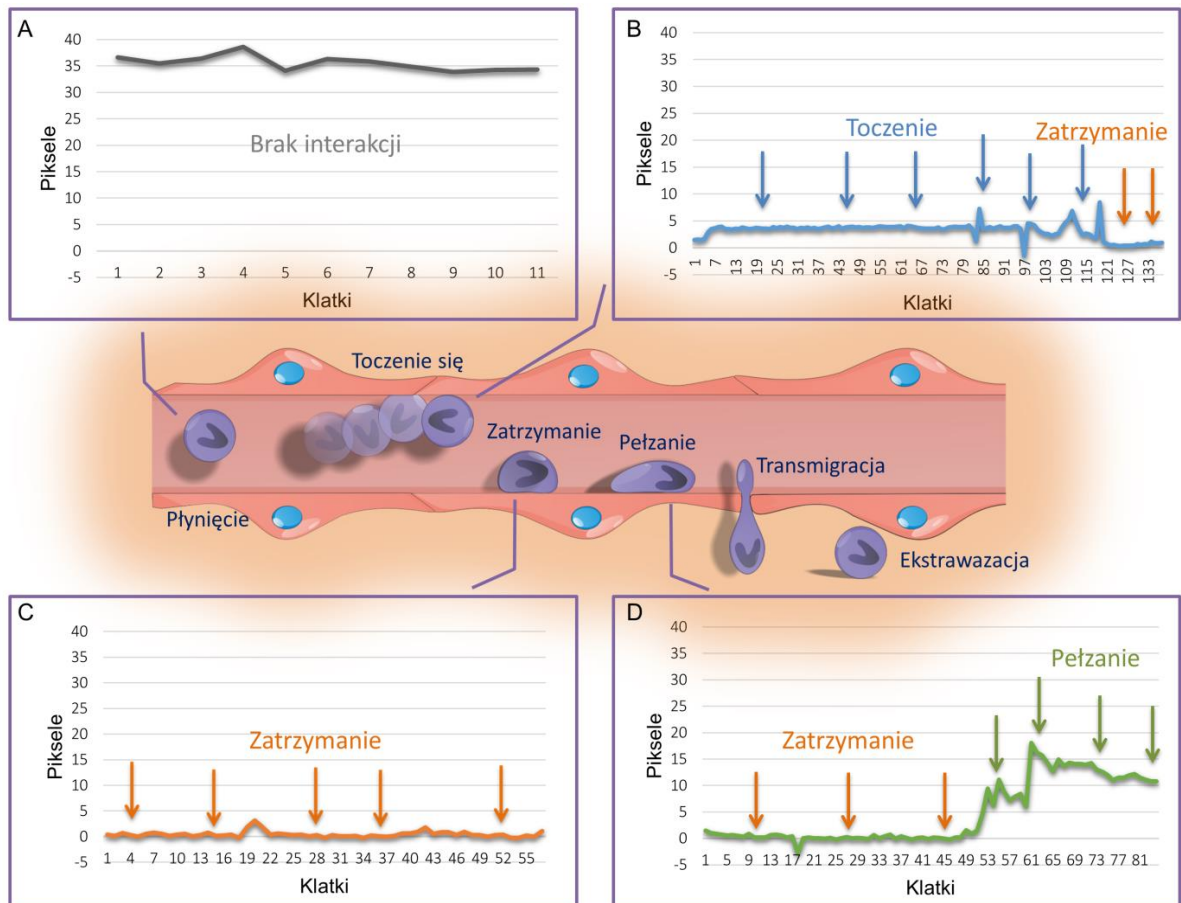 A
40
35
30
25
20
15
10
5
0
-5
Piksele
Brak interakcji
1 2 3 4 5 6 7 8 9 10 11
Klatki
B
40
35
30
25
20
15
10
5
0
-5
Piksele
Toczenie
Zatrzymanie
1 7 13 19 25 31 37 43 49 55 61 67 73 79 85 91 97 103 109 115 121 127 133
Klatki
Toczenie się
Zatrzymanie
Pełzanie
Transmigracja
Płynięcie
Ekstrawazacja
C
40
35
30
25
20
15
10
5
0
-5
Piksele
Zatrzymanie
1 4 7 10 13 16 19 22 25 28 31 34 37 40 43 46 49 52 55
Klatki
D
40
35
30
25
20
15
10
5
0
-5
Piksele
Pełzanie
Zatrzymanie
1 5 9 13 17 21 25 29 33 37 41 45 49 53 57 61 65 69 73 77 81
Klatki